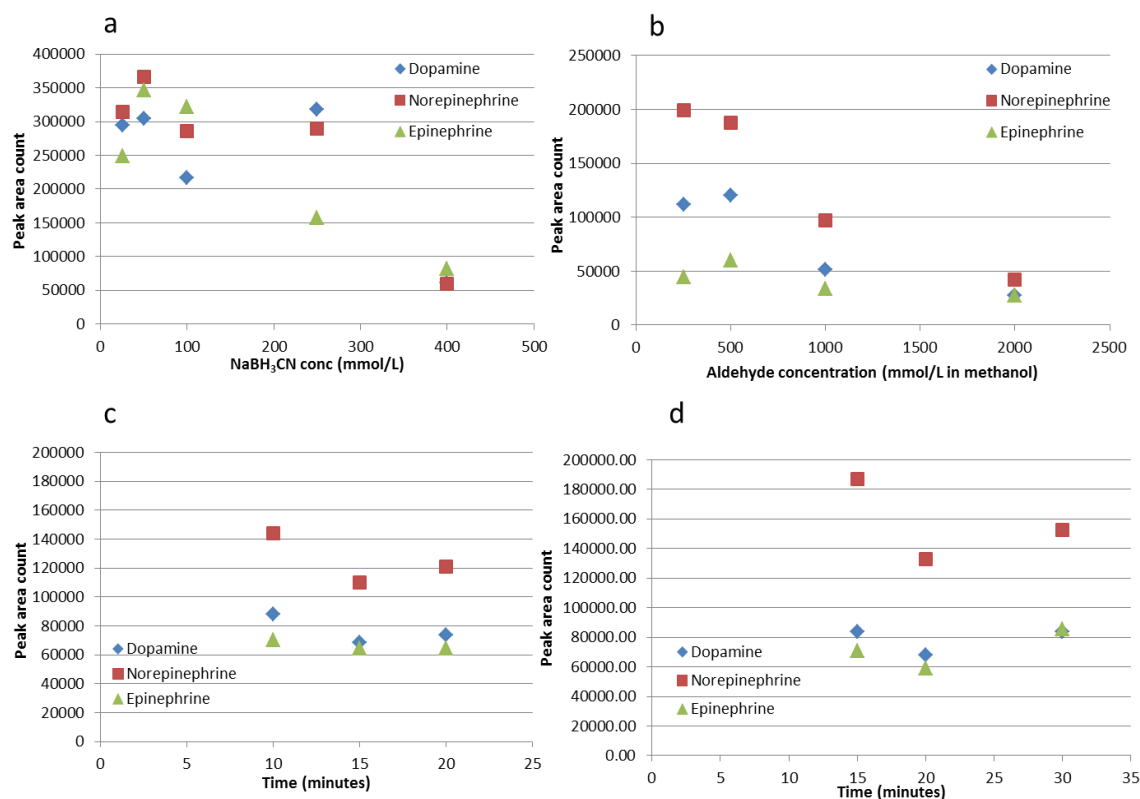 a
400000
350000
300000
250000
200000
150000
100000
50000
0
Peak area count
Dopamine
Norepinephrine
Epinephrine
0 100 200 300 400 500
NaBH₃CN conc (mmol/L)
b
250000
200000
150000
100000
50000
0
Peak area count
Dopamine
Norepinephrine
Epinephrine
0 500 1000 1500 2000 2500
Aldehyde concentration (mmol/L in methanol)
c
200000
180000
160000
140000
120000
100000
80000
60000
40000
20000
0
Peak area count
Dopamine
Norepinephrine
Epinephrine
0 5 10 15 20 25
Time (minutes)
d
200000.00
180000.00
160000.00
140000.00
120000.00
100000.00
80000.00
60000.00
40000.00
20000.00
0.00
Peak area count
Dopamine
Norepinephrine
Epinephrine
0 5 10 15 20 25 30 35
Time (minutes)